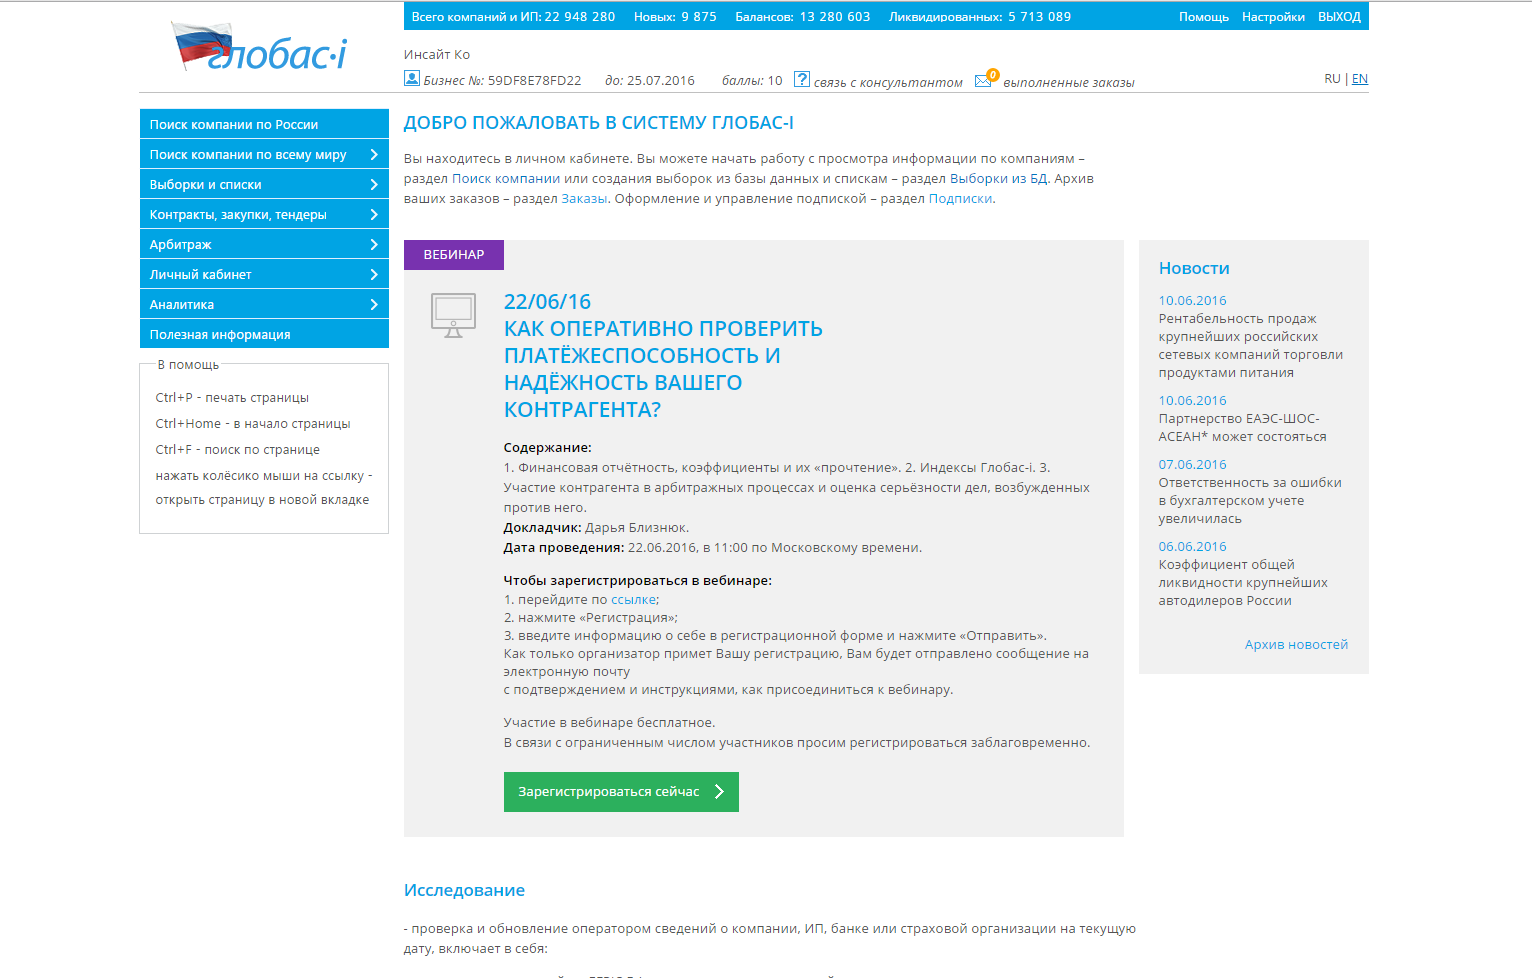 Всего компаний и ИП: 22 948 280 Новых: 9 875 Балансов: 13 280 603 Ликвидированных: 5 713 089 Помощь Настройки ВЫХОД
глобас·i
Инсайт Ко
Бизнес №: 59DF8E78FD22 до: 25.07.2016 баллы: 10 ? связь с консультантом 0 выполненные заказы RU | EN
Поиск компании по России
Поиск компании по всему миру
Выборки и списки
Контракты, закупки, тендеры
Арбитраж
Личный кабинет
Аналитика
Полезная информация
В помощь
Ctrl+P - печать страницы
Ctrl+Home - в начало страницы
Ctrl+F - поиск по странице
нажать колёсико мыши на ссылку -
открыть страницу в новой вкладке
ДОБРО ПОЖАЛОВАТЬ В СИСТЕМУ ГЛОБАС-I
Вы находитесь в личном кабинете. Вы можете начать работу с просмотра информации по компаниям –
раздел Поиск компании или создания выборок из базы данных и спискам – раздел Выборки из БД. Архив
ваших заказов – раздел Заказы. Оформление и управление подпиской – раздел Подписки.
ВЕБИНАР
22/06/16
КАК ОПЕРАТИВНО ПРОВЕРИТЬ
ПЛАТЁЖЕСПОСОБНОСТЬ И
НАДЁЖНОСТЬ ВАШЕГО
КОНТРАГЕНТА?
Содержание:
1. Финансовая отчётность, коэффициенты и их «прочтение». 2. Индексы Глобас-i. 3.
Участие контрагента в арбитражных процессах и оценка серьёзности дел, возбужденных
против него.
Докладчик: Дарья Близнюк.
Дата проведения: 22.06.2016, в 11:00 по Московскому времени.
Чтобы зарегистрироваться в вебинаре:
1. перейдите по ссылке;
2. нажмите «Регистрация»;
3. введите информацию о себе в регистрационной форме и нажмите «Отправить».
Как только организатор примет Вашу регистрацию, Вам будет отправлено сообщение на
электронную почту
с подтверждением и инструкциями, как присоединиться к вебинару.
Участие в вебинаре бесплатное.
В связи с ограниченным числом участников просим регистрироваться заблаговременно.
Зарегистрироваться сейчас
Новости
10.06.2016
Рентабельность продаж
крупнейших российских
сетевых компаний торговли
продуктами питания
10.06.2016
Партнерство ЕАЭС-ШОС-
АСЕАН* может состояться
07.06.2016
Ответственность за ошибки
в бухгалтерском учете
увеличилась
06.06.2016
Коэффициент общей
ликвидности крупнейших
автодилеров России
Архив новостей
Исследование
- проверка и обновление оператором сведений о компании, ИП, банке или страховой организации на текущую
дату, включает в себя: